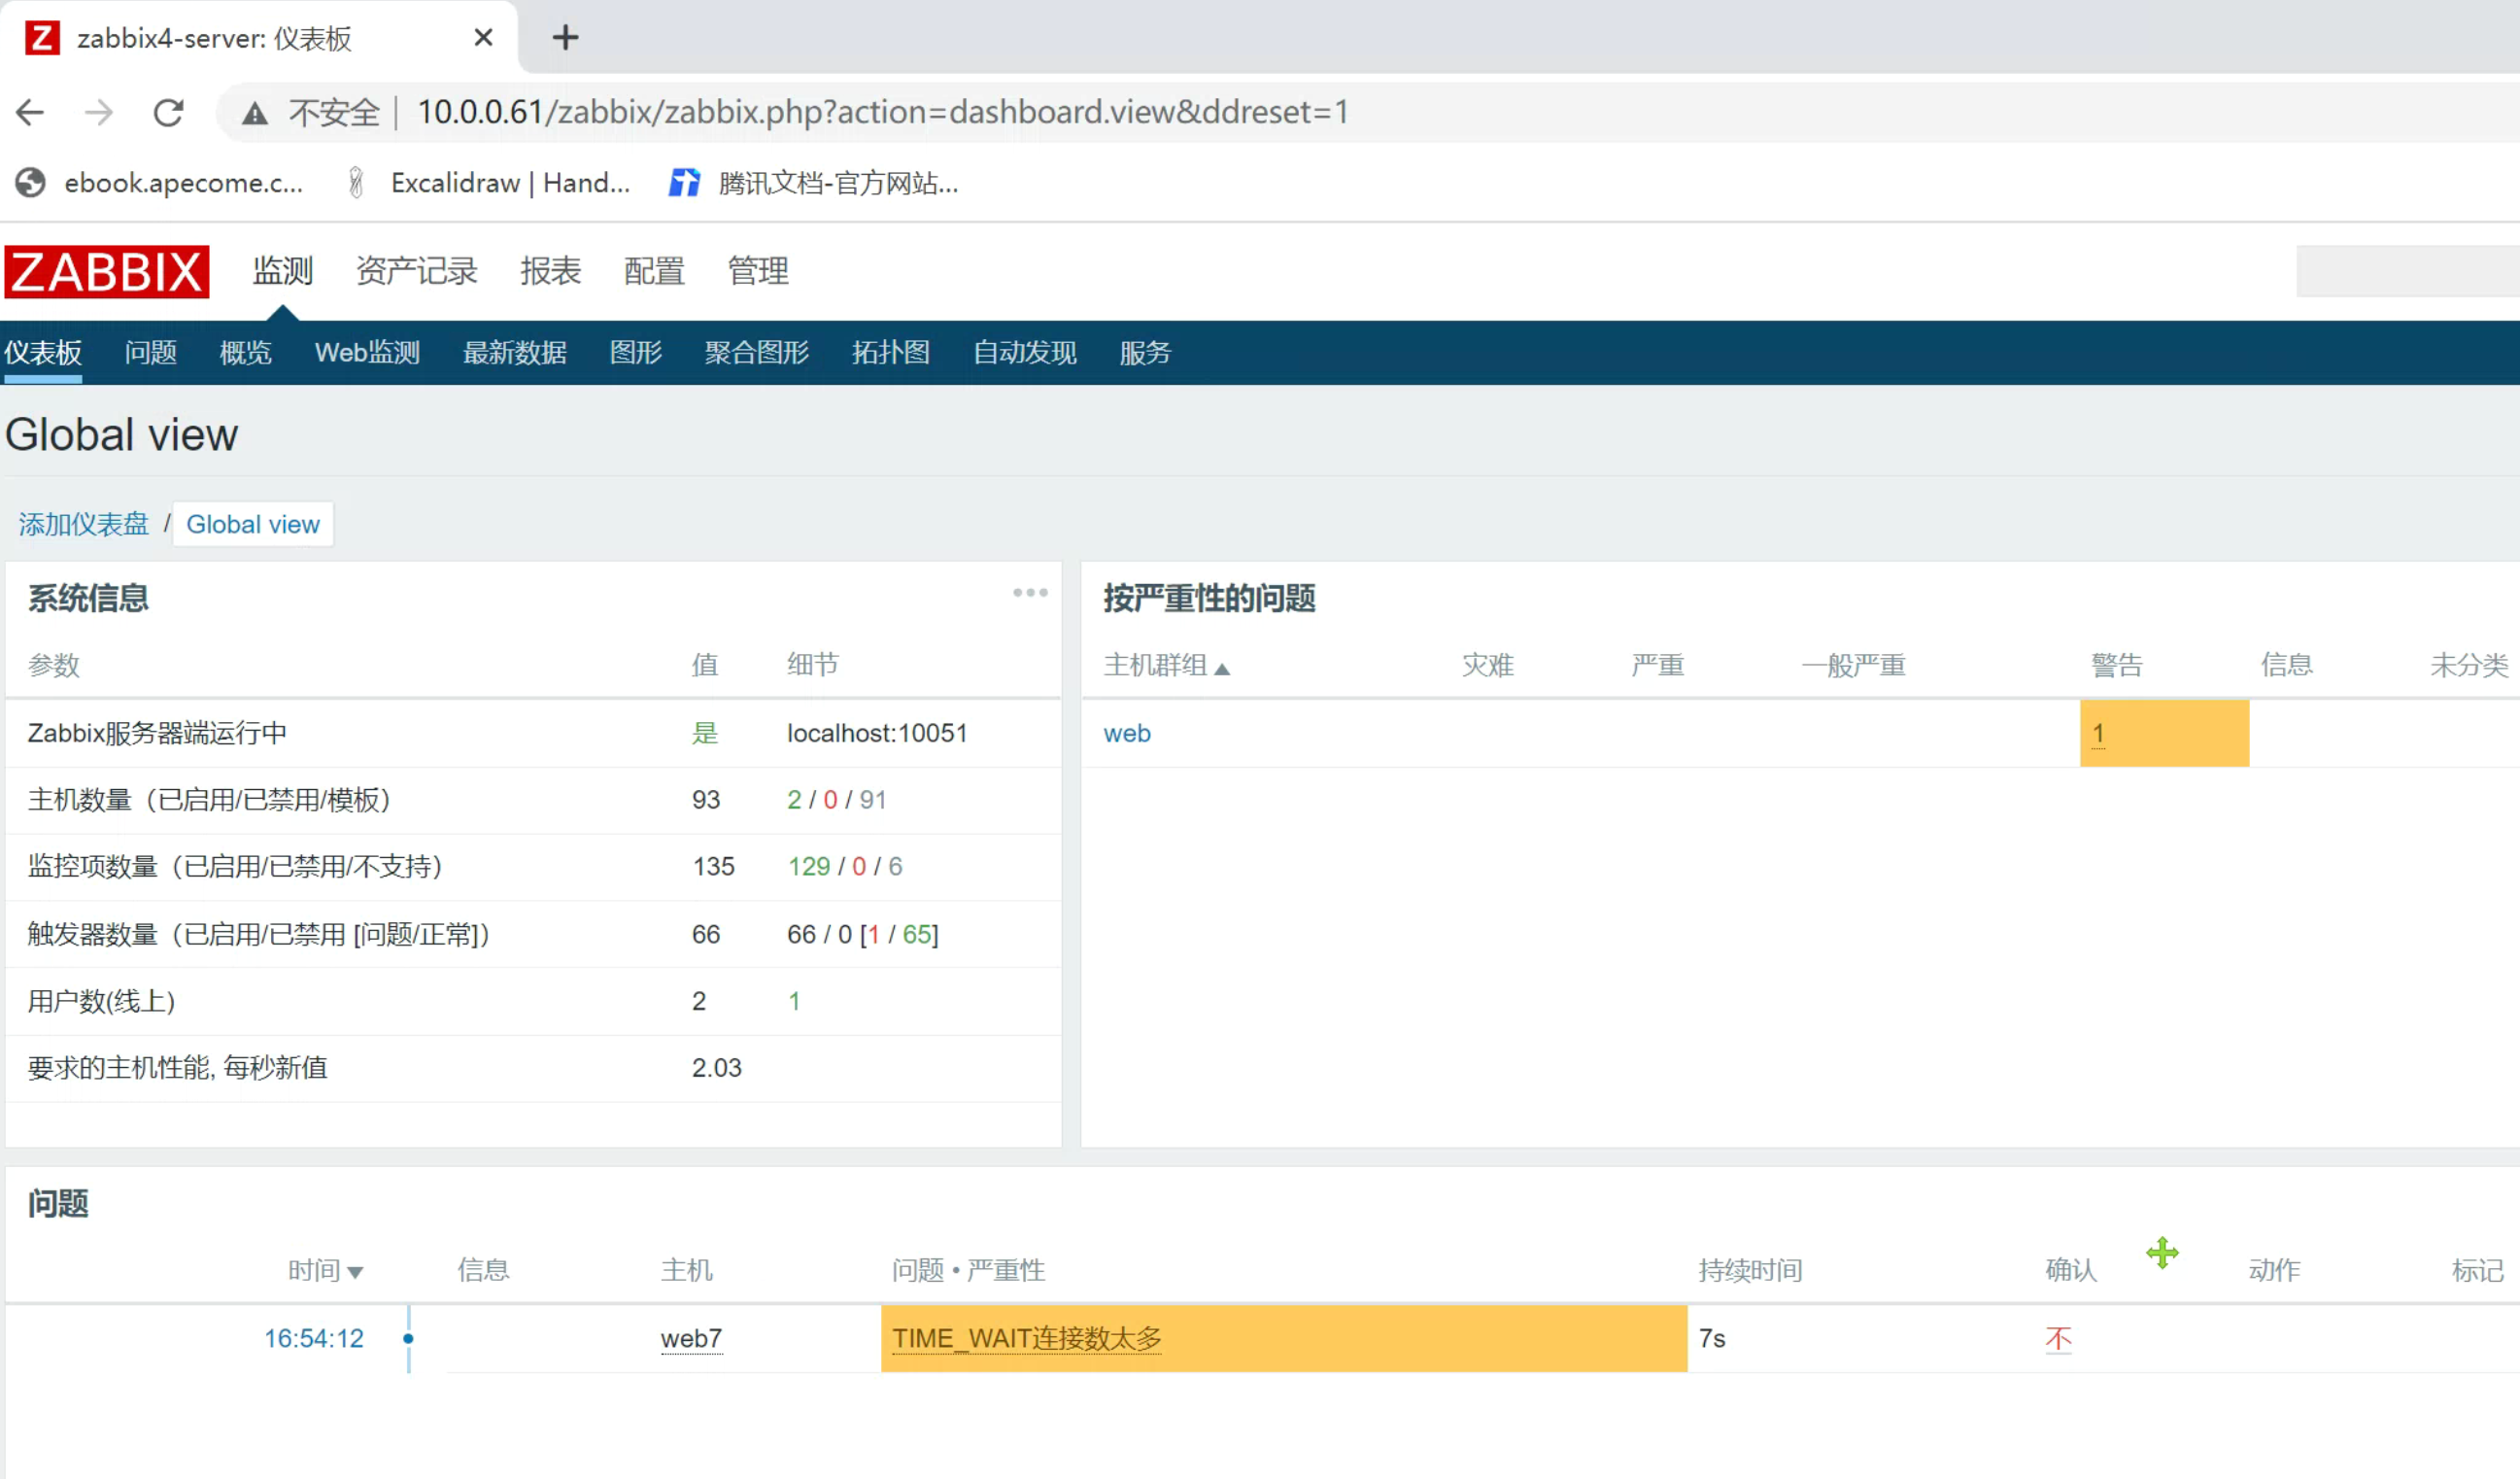 zabbix4-server: 仪表板
不安全 | 10.0.0.61/zabbix/zabbix.php?action=dashboard.view&ddreset=1
ebook.apecome.c... Excalidraw | Hand... 腾讯文档-官方网站...
ZABBIX 监测 资产记录 报表 配置 管理
仪表板 问题 概览 Web监测 最新数据 图形 聚合图形 拓扑图 自动发现 服务
Global view
添加仪表盘 / Global view
系统信息
参数 值 细节
Zabbix服务器端运行中 是 localhost:10051
主机数量（已启用/已禁用/模板） 93 2 / 0 / 91
监控项数量（已启用/已禁用/不支持） 135 129 / 0 / 6
触发器数量（已启用/已禁用 [问题/正常]） 66 66 / 0 [1 / 65]
用户数(线上) 2 1
要求的主机性能, 每秒新值 2.03
按严重性的问题
主机群组 灾难 严重 一般严重 警告 信息 未分类
web 1
问题
时间 信息 主机 问题 • 严重性 持续时间 确认 动作 标记
16:54:12 web7 TIME_WAIT连接数太多 7s 不